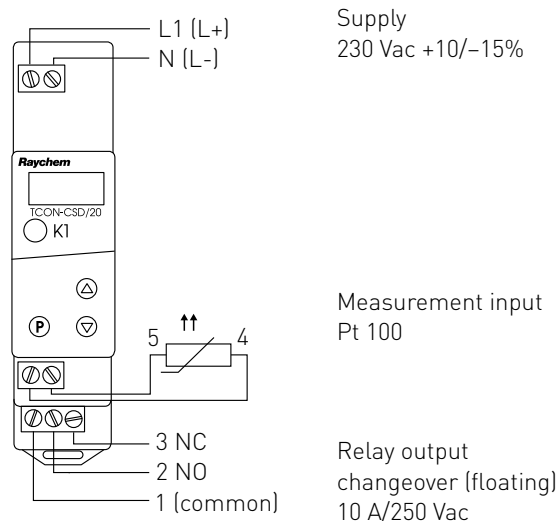 L1 (L+)
N (L-)
Supply
230 Vac +10/–15%
Raychem
TCON-CSD/20
K1
P
5
4
Measurement input
Pt 100
3 NC
2 NO
1 (common)
Relay output
changeover (floating)
10 A/250 Vac